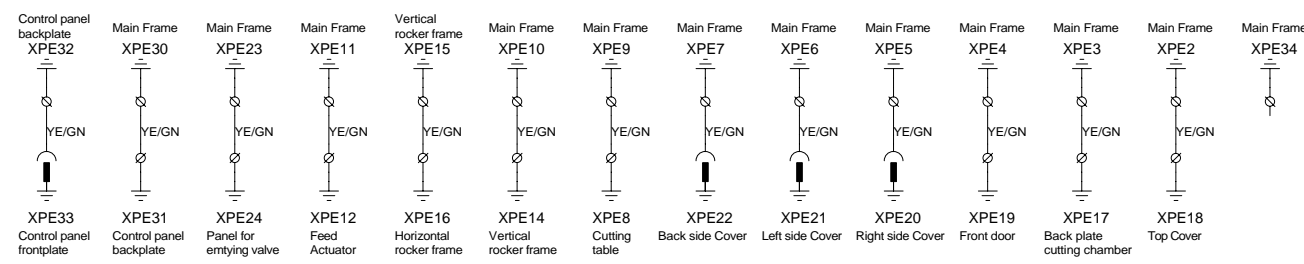 Control panel
backplate
XPE32
Main Frame
XPE30
Main Frame
XPE23
Main Frame
XPE11
Vertical
rocker frame
XPE15
Main Frame
XPE10
Main Frame
XPE9
Main Frame
XPE7
Main Frame
XPE6
Main Frame
XPE5
Main Frame
XPE4
Main Frame
XPE3
Main Frame
XPE2
Main Frame
XPE34
YE/GN
YE/GN
YE/GN
YE/GN
YE/GN
YE/GN
YE/GN
YE/GN
YE/GN
YE/GN
YE/GN
YE/GN
YE/GN
XPE33
Control panel
frontplate
XPE31
Control panel
backplate
XPE24
Panel for
emtying valve
XPE12
Feed
Actuator
XPE16
Horizontal
rocker frame
XPE14
Vertical
rocker frame
XPE8
Cutting
table
XPE22
Back side Cover
XPE21
Left side Cover
XPE20
Right side Cover
XPE19
Front door
XPE17
Back plate
cutting chamber
XPE18
Top Cover